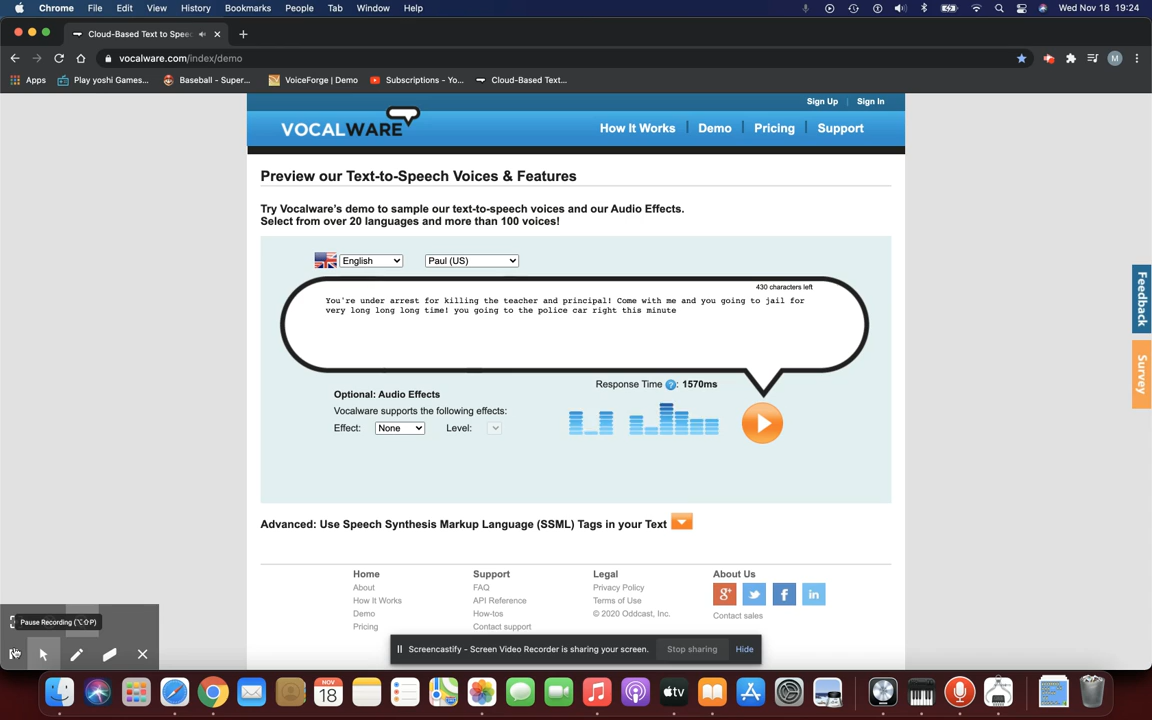 Chrome File Edit View History Bookmarks People Tab Window Help Wed Nov 18 19:24
Cloud-Based Text to Speec
vocalware.com/index/demo M
Apps Play yoshi Games... Baseball - Super... VoiceForge | Demo Subscriptions - Yo... Cloud-Based Text...
Sign Up | Sign In
VOCALWARE How It Works Demo Pricing Support
Preview our Text-to-Speech Voices & Features
Try Vocalware's demo to sample our text-to-speech voices and our Audio Effects.
Select from over 20 languages and more than 100 voices!
English Paul (US)
430 characters left
You're under arrest for killing the teacher and principal! Come with me and you going to jail for
very long long long time! you going to the police car right this minute
Feedback
Survey
Response Time ?: 1570ms
Optional: Audio Effects
Vocalware supports the following effects:
Effect: None Level:
Advanced: Use Speech Synthesis Markup Language (SSML) Tags in your Text
Home Support Legal About Us
About FAQ Privacy Policy
How It Works API Reference Terms of Use
Demo How-tos © 2020 Oddcast, Inc. Contact sales
Pricing Contact support
Pause Recording (⌥⇧P)
Screencastify - Screen Video Recorder is sharing your screen. Stop sharing Hide
NOV
18
tv